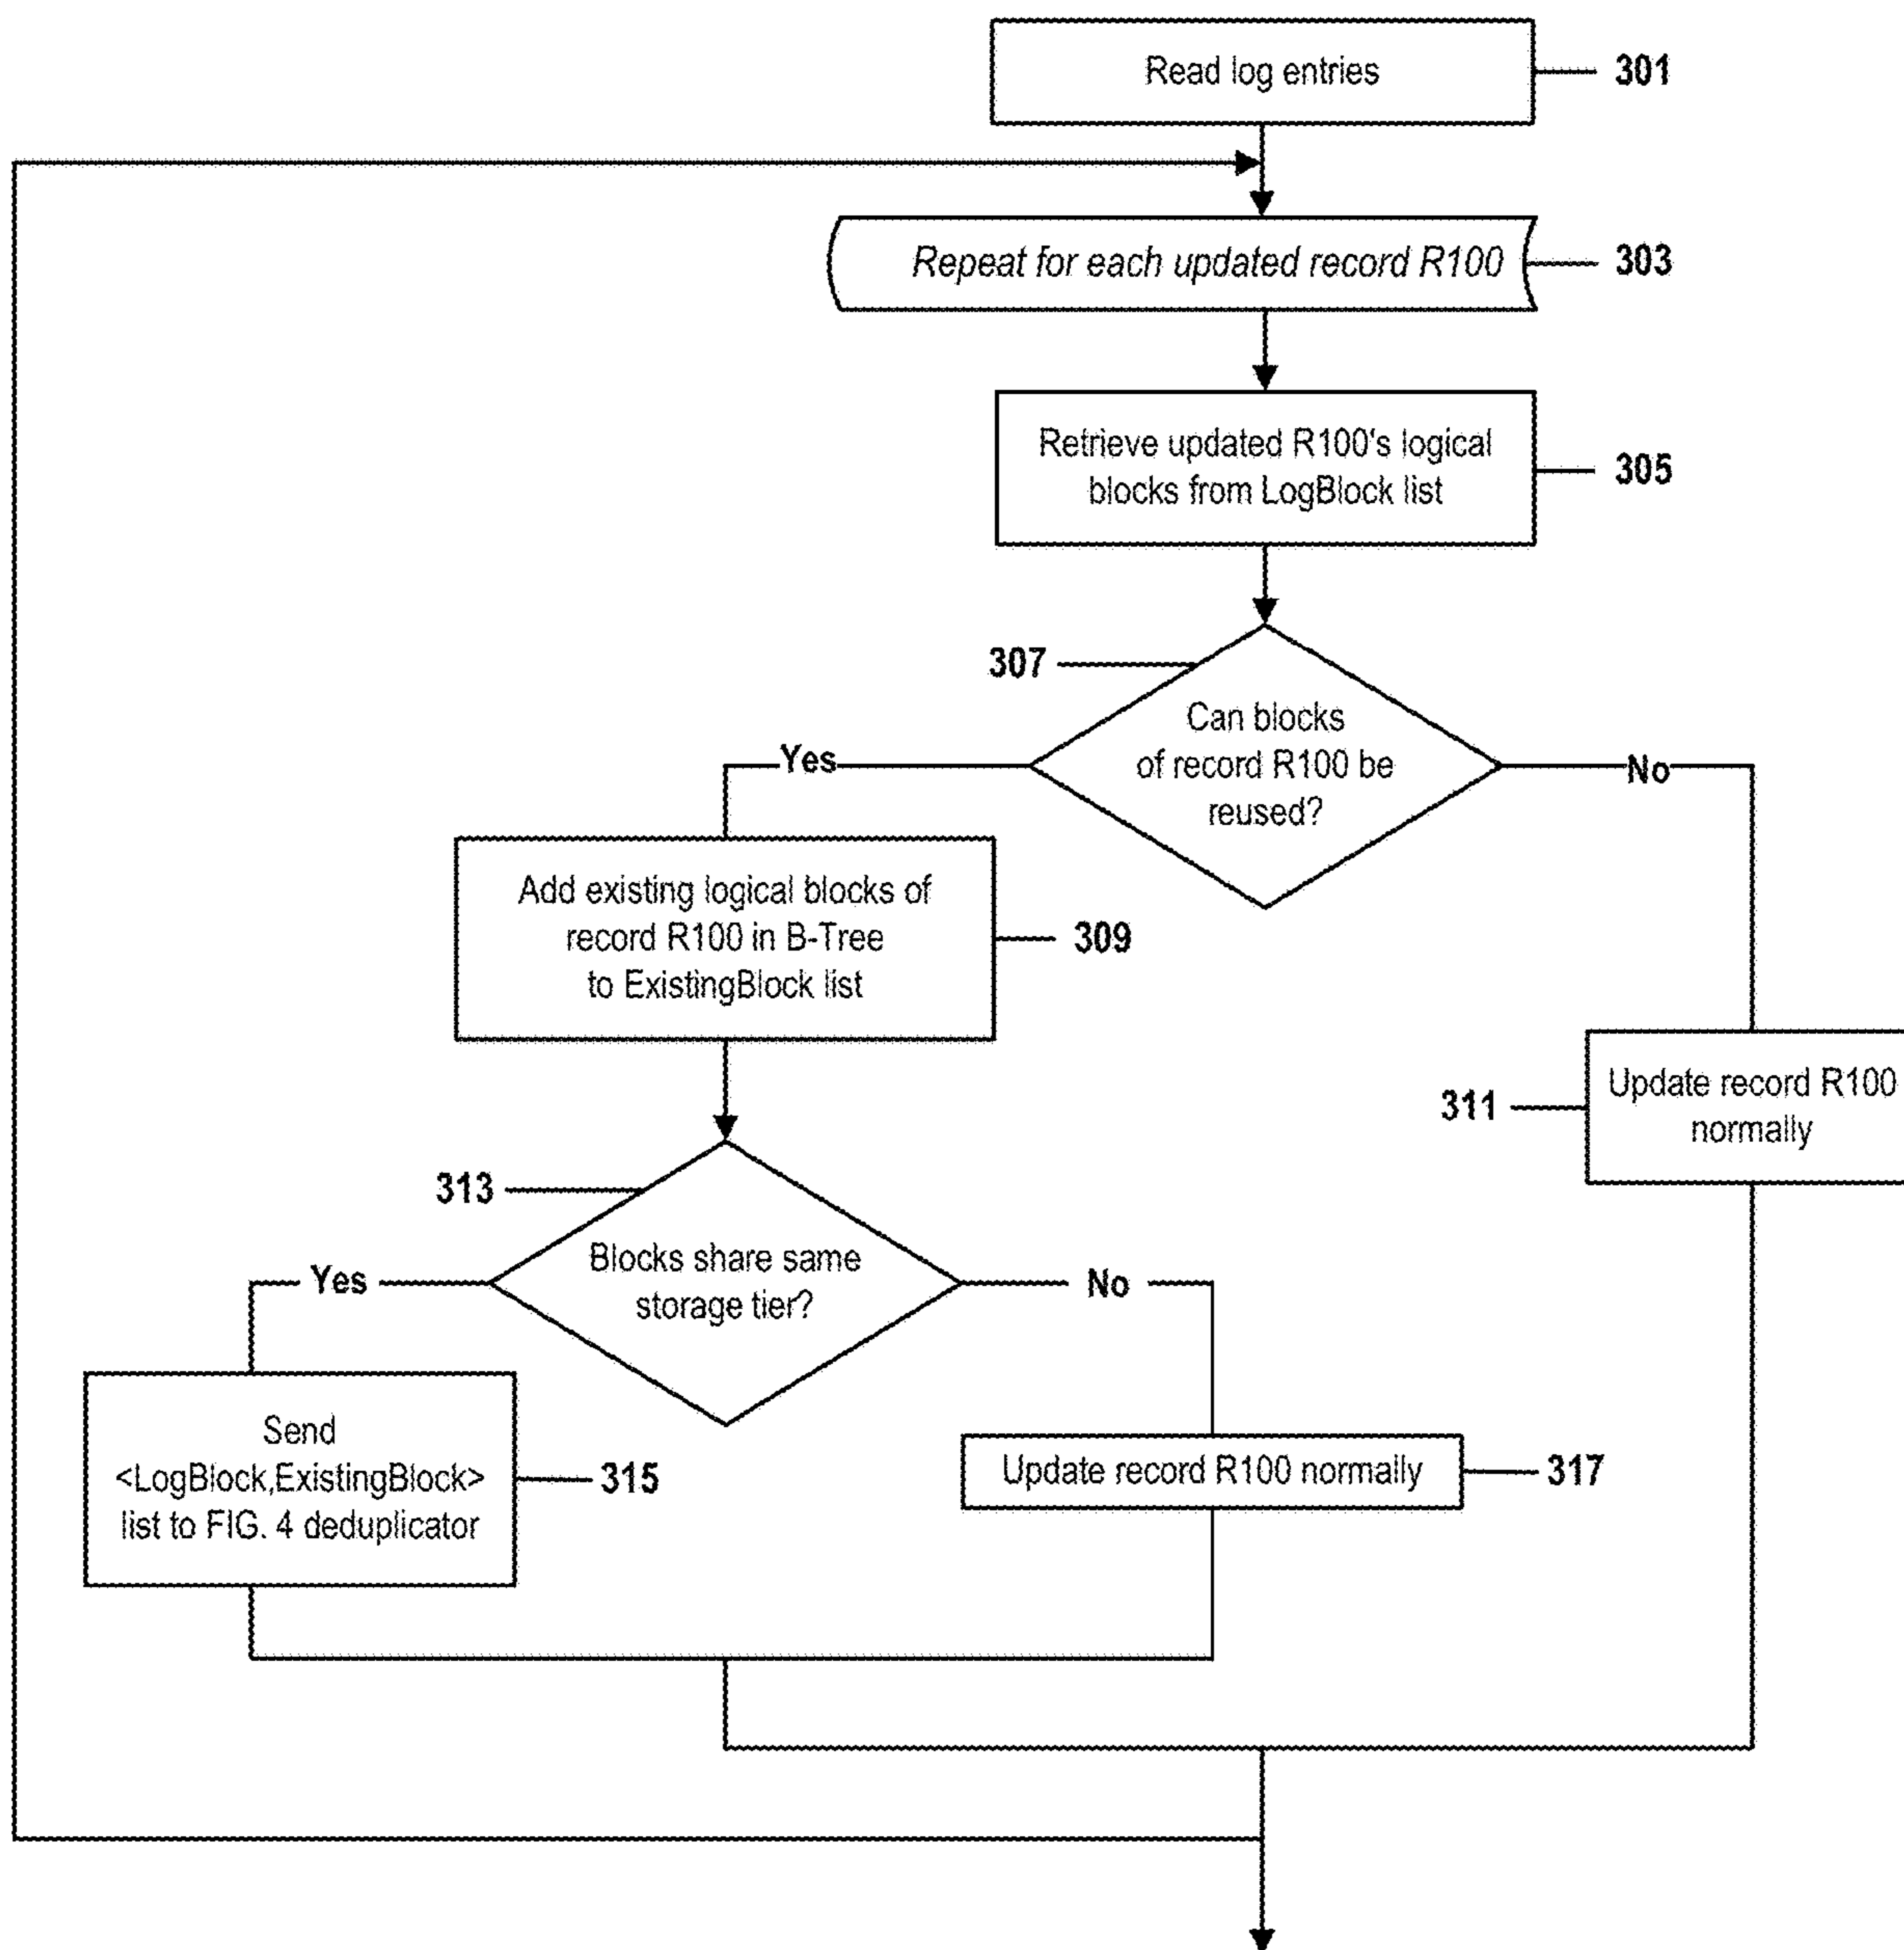 Read log entries
301
Repeat for each updated record R100
303
Retrieve updated R100's logical
blocks from LogBlock list
305
307
Can blocks
of record R100 be
reused?
Yes
No
Add existing logical blocks of
record R100 in B-Tree
to ExistingBlock list
309
Update record R100
normally
311
313
Blocks share same
storage tier?
Yes
No
Send
<LogBlock,ExistingBlock>
list to FIG. 4 deduplicator
315
Update record R100 normally
317